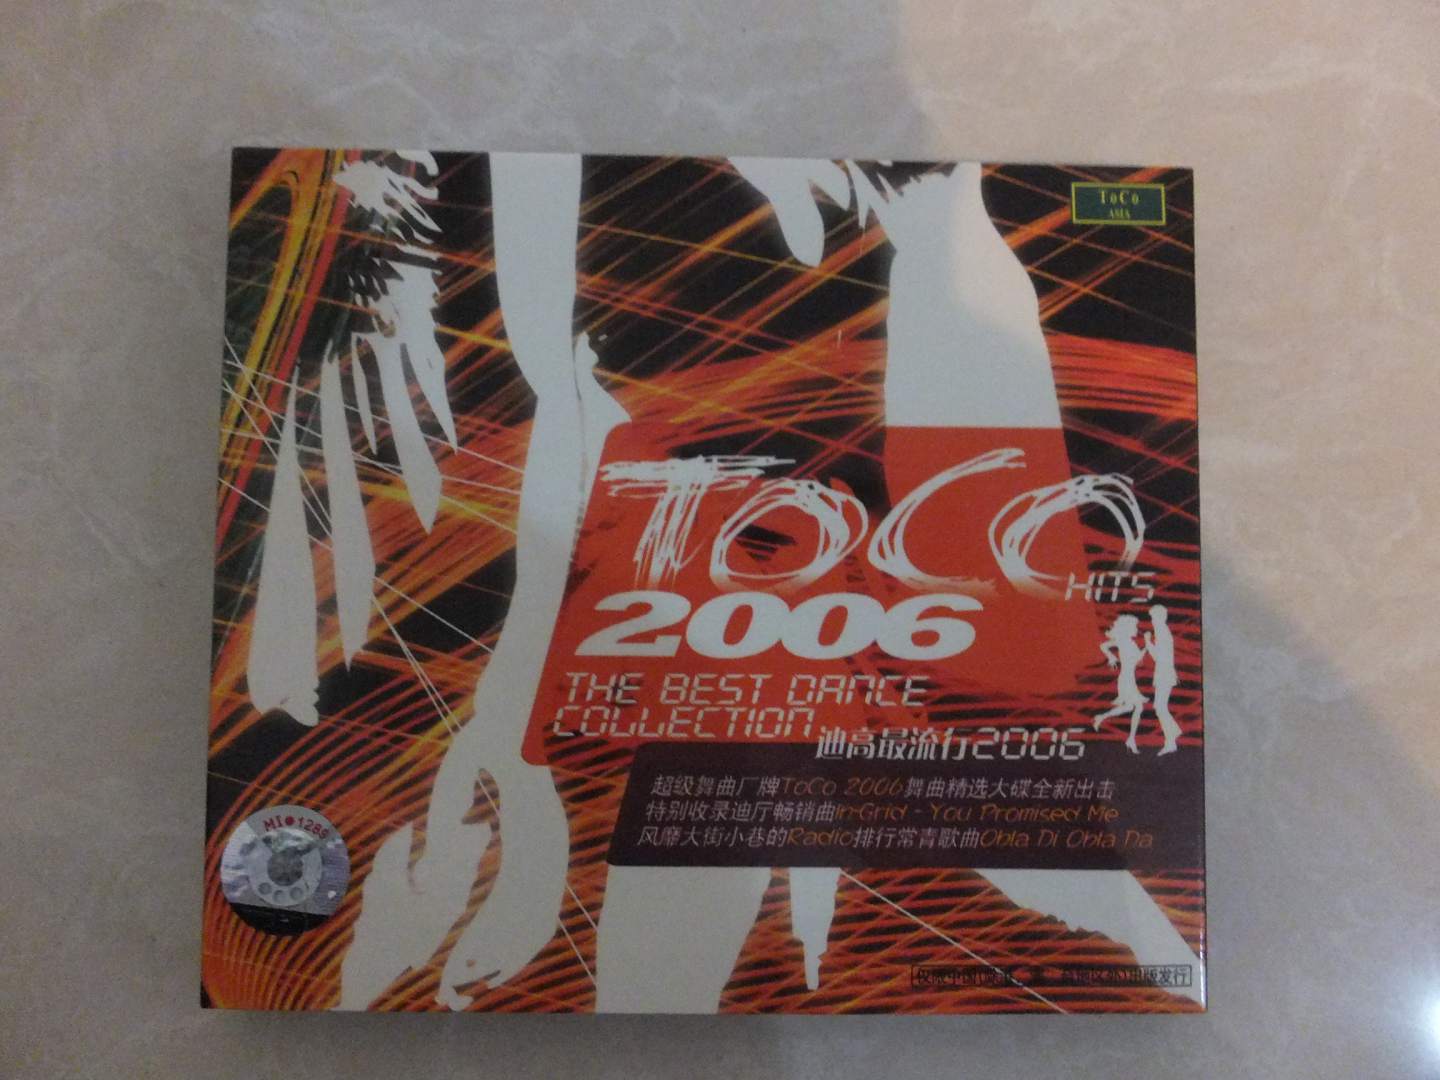 ToCo
ASIA
ToCo
HITS
2006
THE BEST DANCE
COLLECTION
迪高最流行2006
超级舞曲厂牌ToCo 2006舞曲精选大碟全新出击
特别收录迪厅畅销曲In-Grid - You Promised Me
风靡大街小巷的Radio排行常青歌曲Obla Di Obla Da